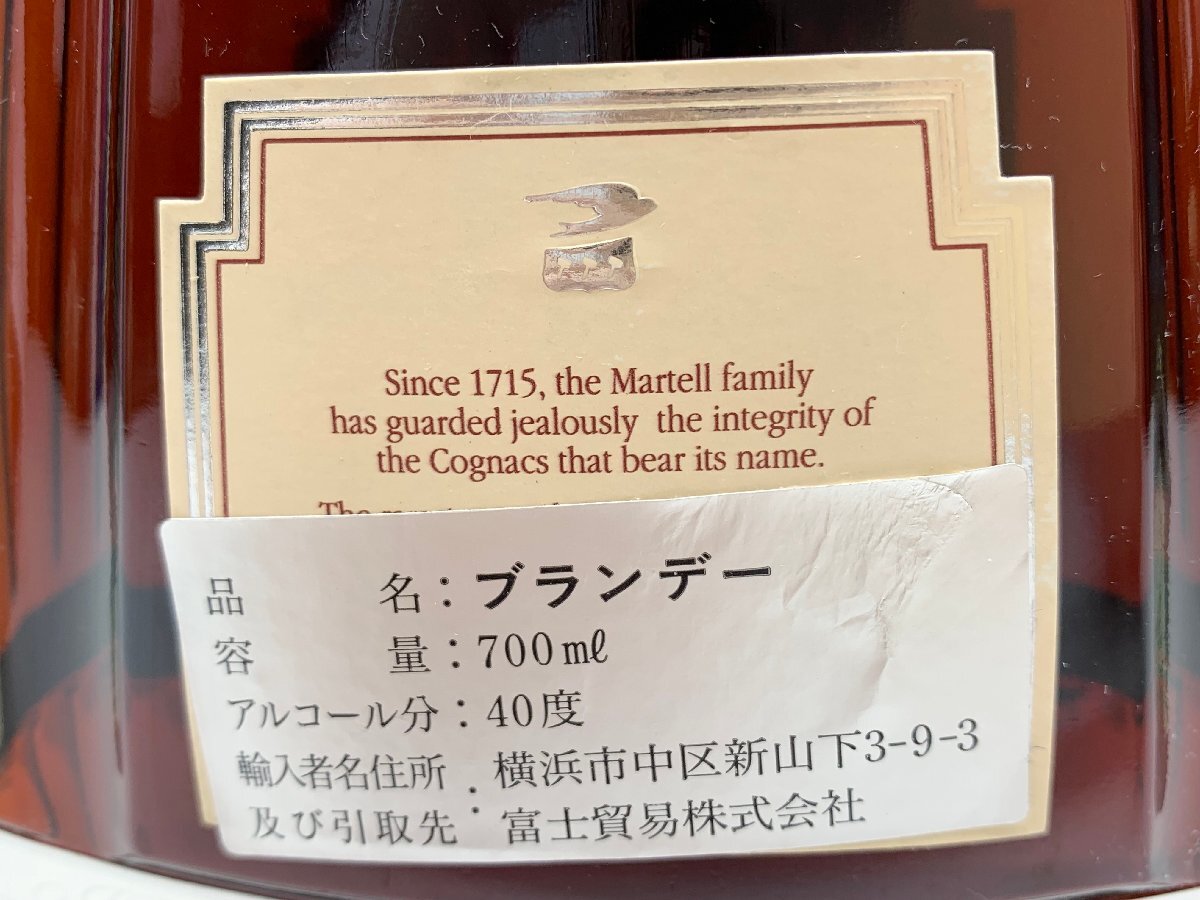 Since 1715, the Martell family
has guarded jealously the integrity of
the Cognacs that bear its name.
The
品名：ブランデー
容量：700㎖
アルコール分：40度
輸入者名住所 横浜市中区新山下3-9-3
及び引取先：富士貿易株式会社